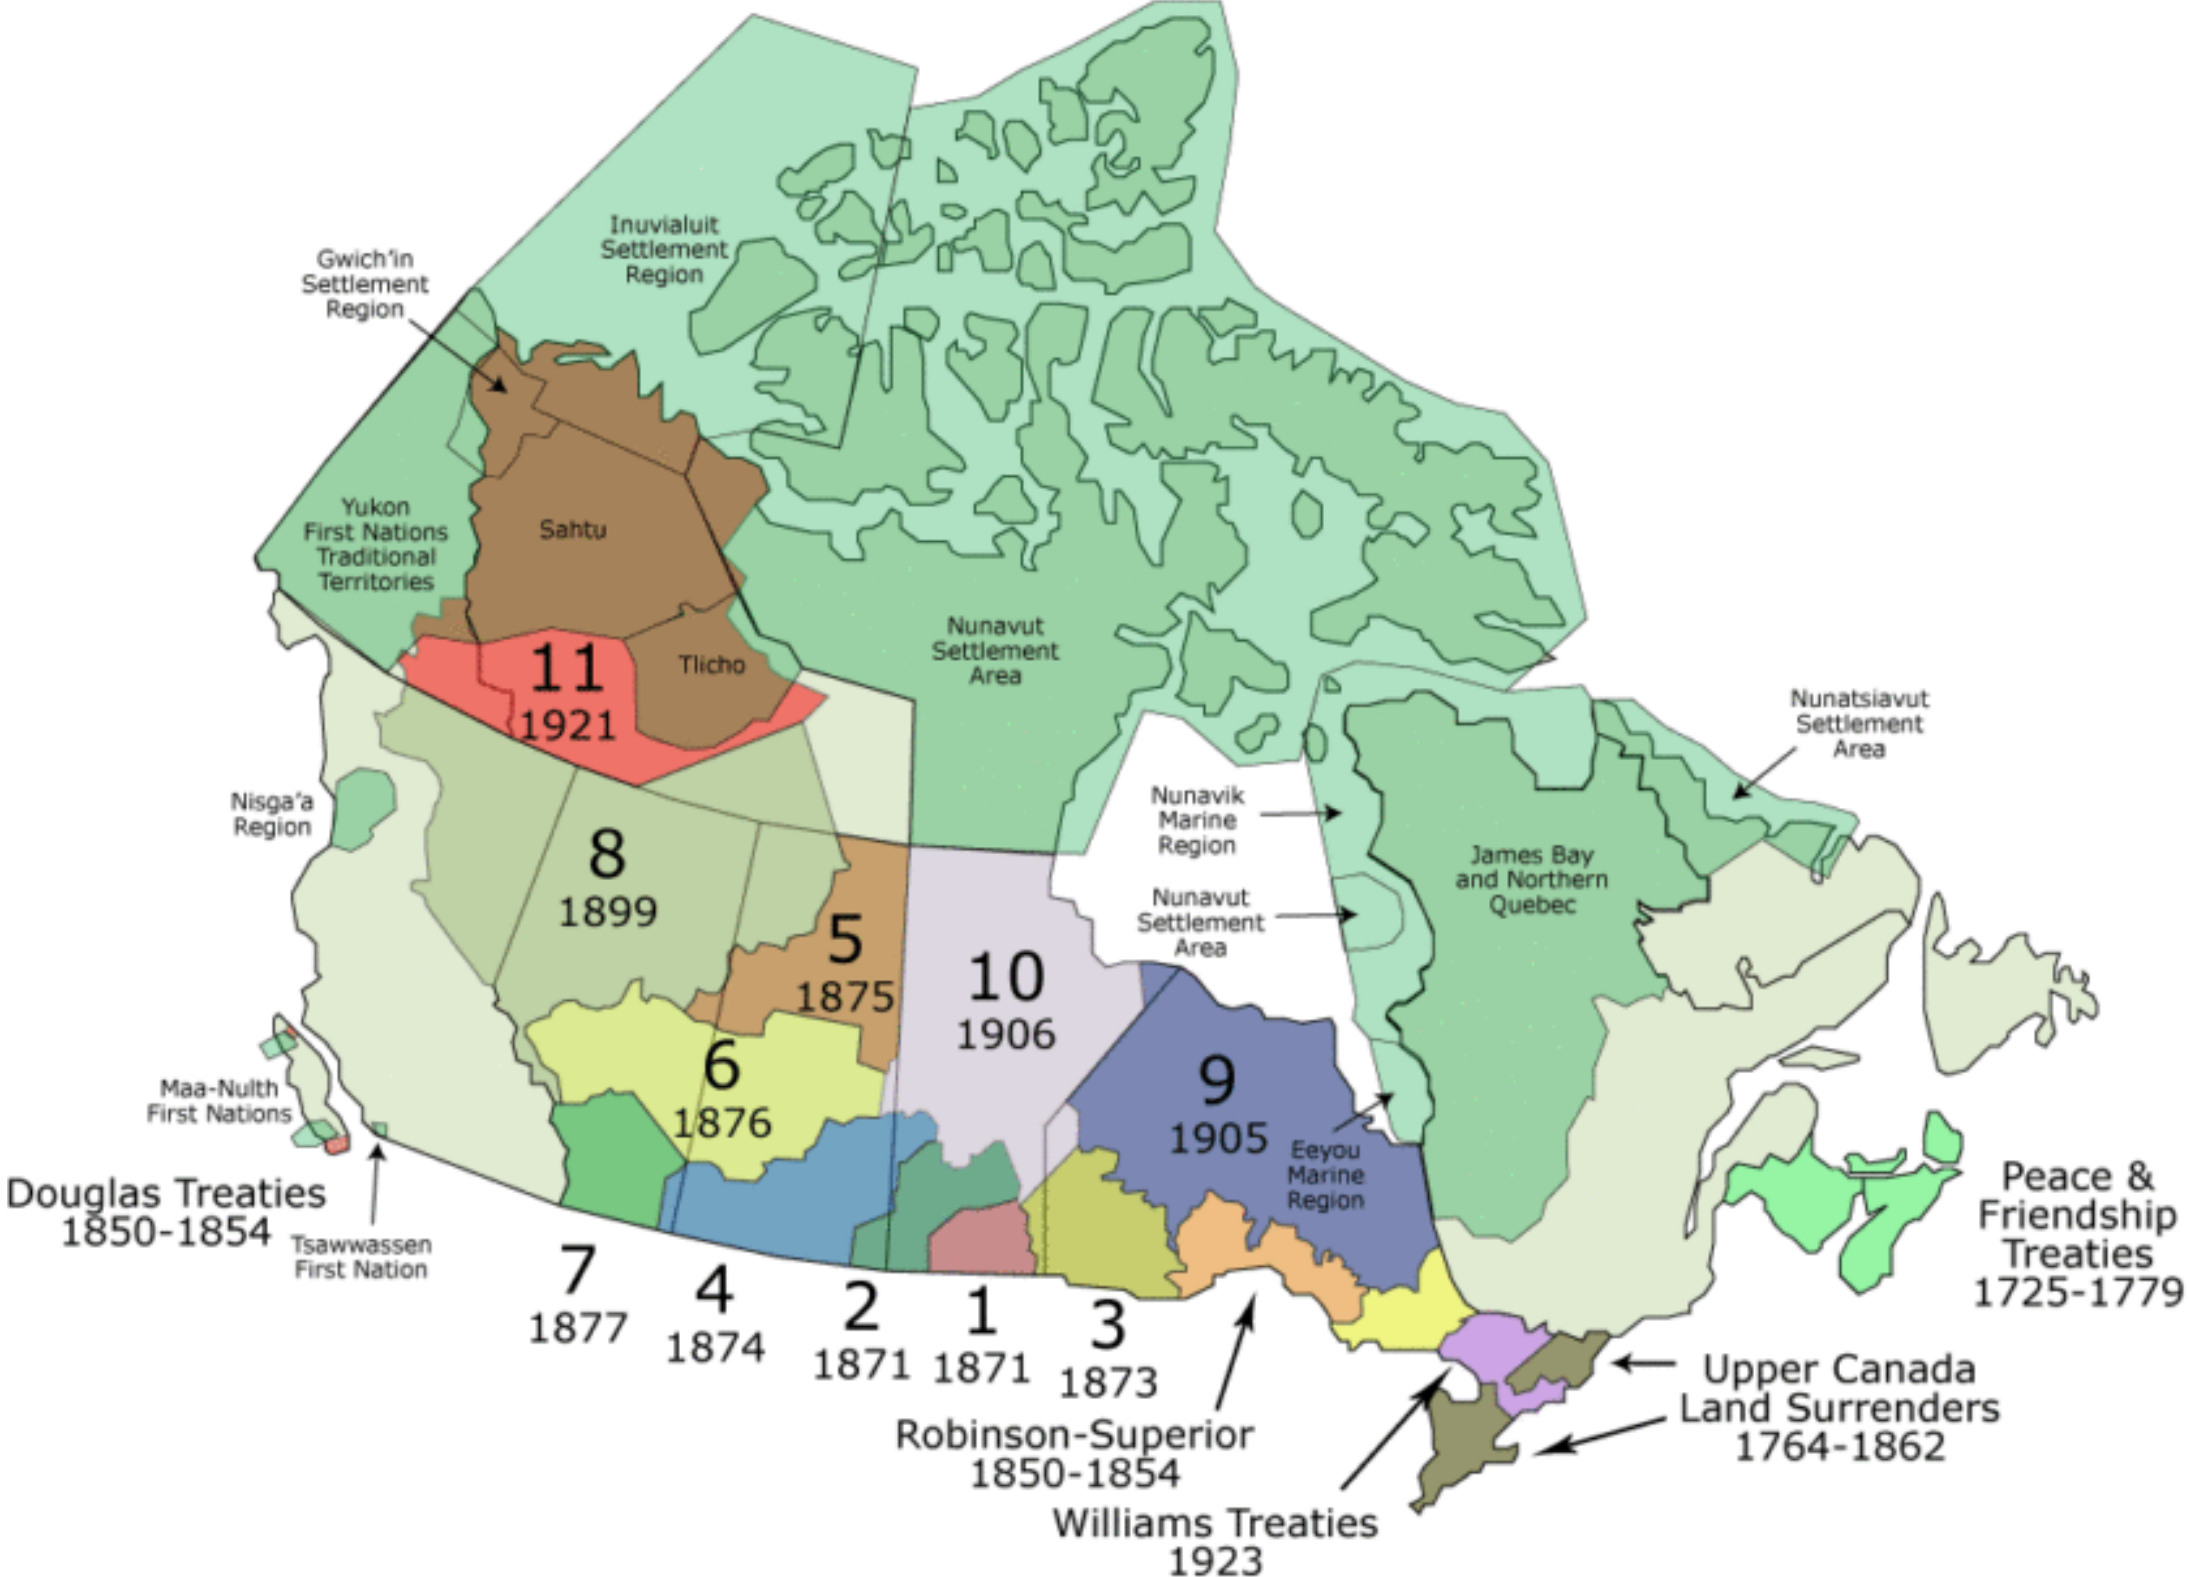 Inuvialuit
Settlement
Region
Gwich'in
Settlement
Region
Yukon
First Nations
Traditional
Territories
Sahtu
Nunavut
Settlement
Area
11
1921
Tlicho
Nunatsiavut
Settlement
Area
Nisga'a
Region
Nunavik
Marine
Region
8
1899
James Bay
and Northern
Quebec
Nunavut
Settlement
Area
5
1875
10
1906
6
1876
9
1905
Maa-Nulth
First Nations
Eeyou
Marine
Region
Douglas Treaties
1850-1854
Tsawwassen
First Nation
Peace &
Friendship
Treaties
1725-1779
7
1877
4
1874
2
1871
1
1871
3
1873
Upper Canada
Land Surrenders
1764-1862
Robinson-Superior
1850-1854
Williams Treaties
1923